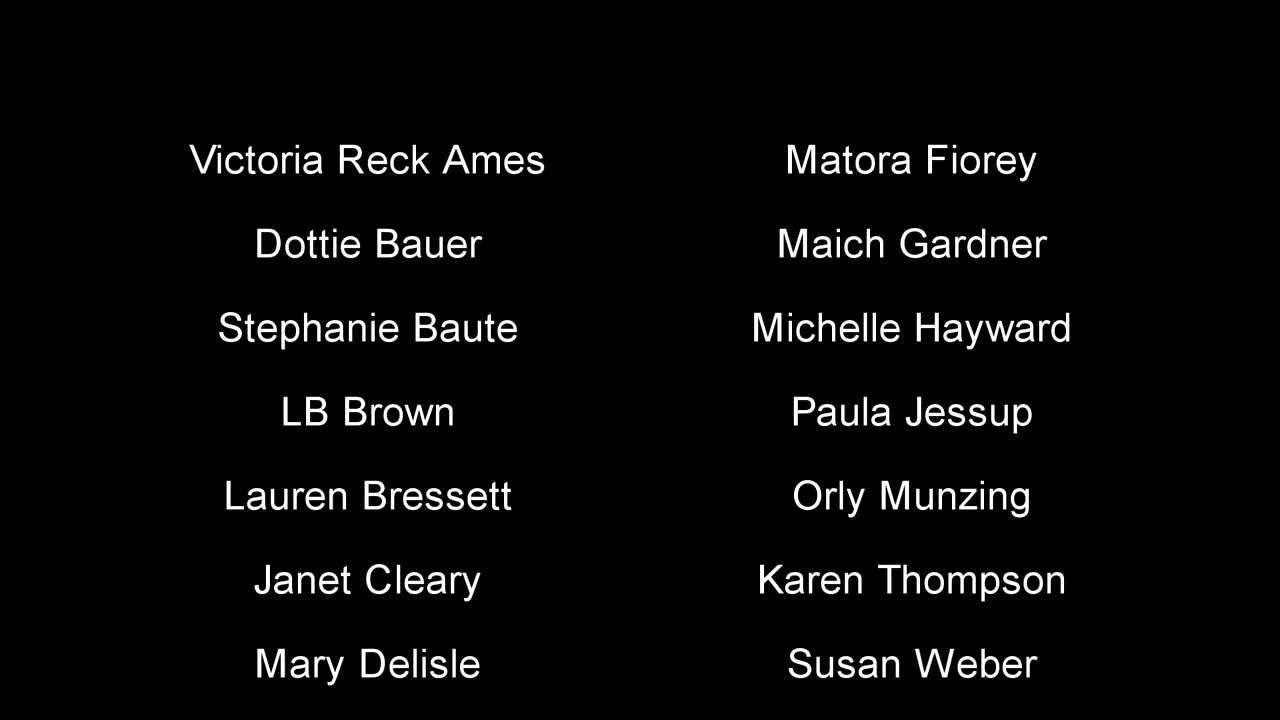 Victoria Reck Ames
Dottie Bauer
Stephanie Baute
LB Brown
Lauren Bressett
Janet Cleary
Mary Delisle
Matora Fiorey
Maich Gardner
Michelle Hayward
Paula Jessup
Orly Munzing
Karen Thompson
Susan Weber